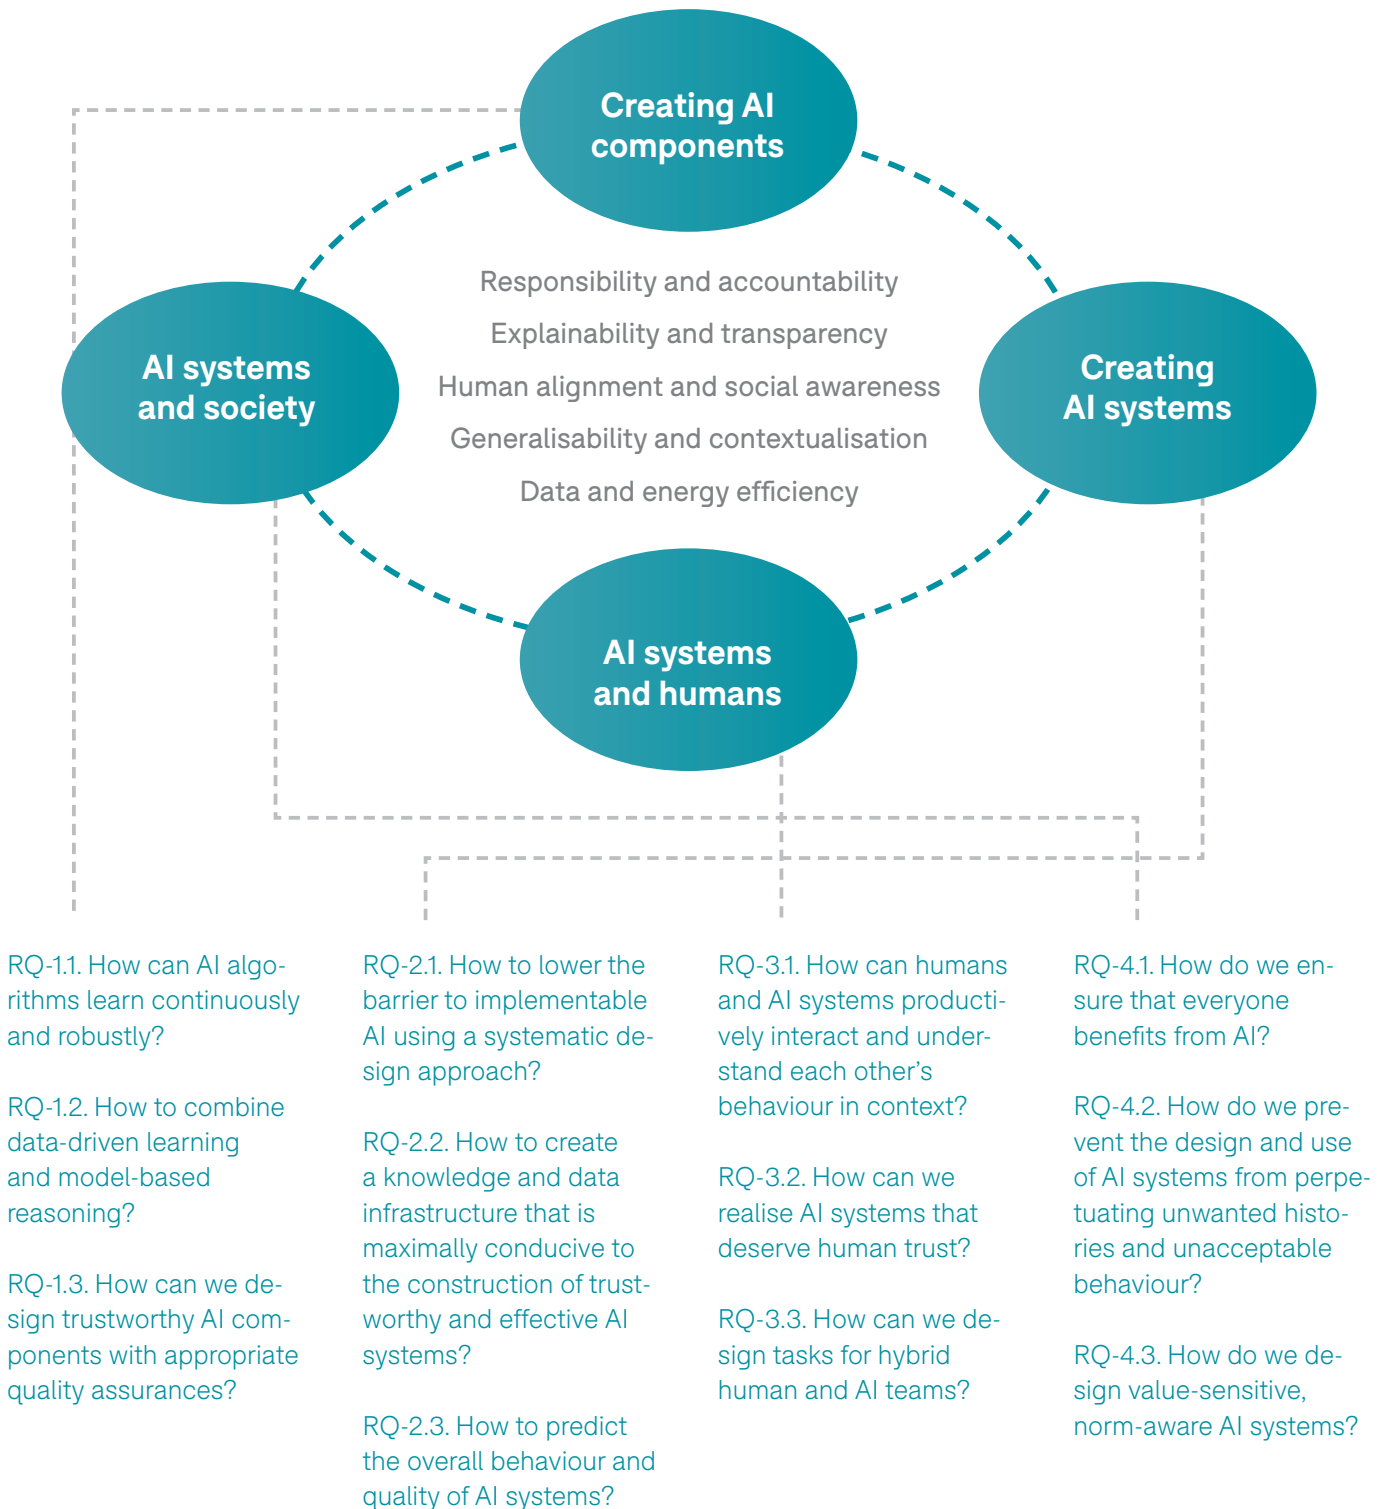 Creating AI
components
Responsibility and accountability
Explainability and transparency
Human alignment and social awareness
Generalisability and contextualisation
Data and energy efficiency
AI systems
and society
Creating
AI systems
AI systems
and humans
RQ-1.1. How can AI algo-
rithms learn continuously
and robustly?
RQ-1.2. How to combine
data-driven learning
and model-based
reasoning?
RQ-1.3. How can we de-
sign trustworthy AI com-
ponents with appropriate
quality assurances?
RQ-2.1. How to lower the
barrier to implementable
AI using a systematic de-
sign approach?
RQ-2.2. How to create
a knowledge and data
infrastructure that is
maximally conducive to
the construction of trust-
worthy and effective AI
systems?
RQ-2.3. How to predict
the overall behaviour and
quality of AI systems?
RQ-3.1. How can humans
and AI systems producti-
vely interact and under-
stand each other's
behaviour in context?
RQ-3.2. How can we
realise AI systems that
deserve human trust?
RQ-3.3. How can we de-
sign tasks for hybrid
human and AI teams?
RQ-4.1. How do we en-
sure that everyone
benefits from AI?
RQ-4.2. How do we pre-
vent the design and use
of AI systems from perpe-
tuating unwanted histo-
ries and unacceptable
behaviour?
RQ-4.3. How do we de-
sign value-sensitive,
norm-aware AI systems?